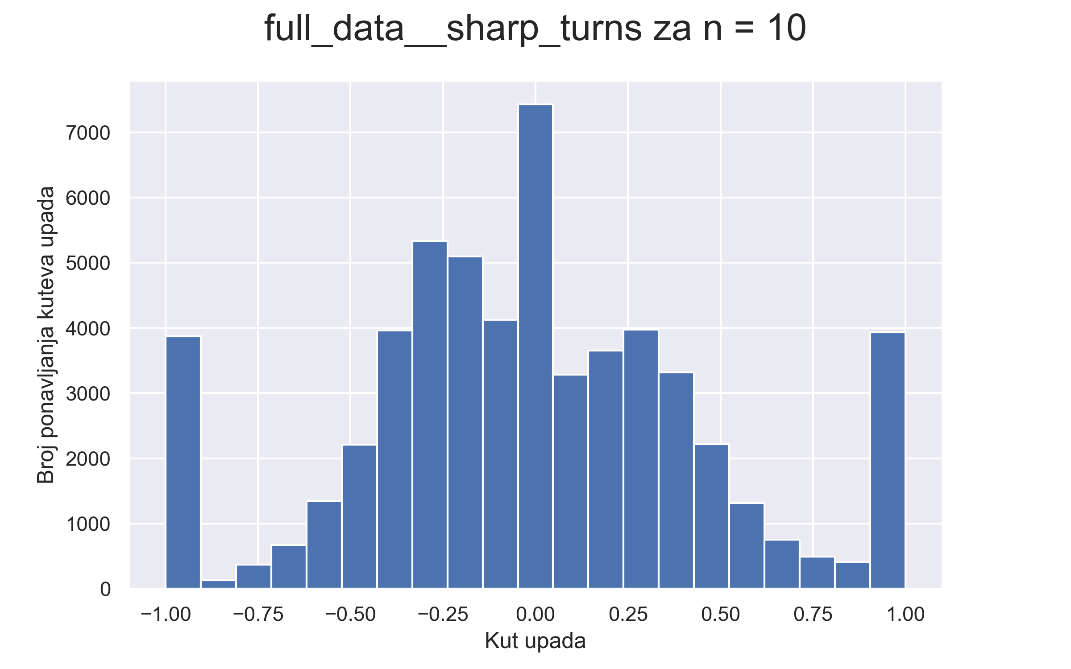 full_data__sharp_turns za n = 10
Broj ponavljanja kuteva upada
7000
6000
5000
4000
3000
2000
1000
0
−1.00 −0.75 −0.50 −0.25 0.00 0.25 0.50 0.75 1.00
Kut upada